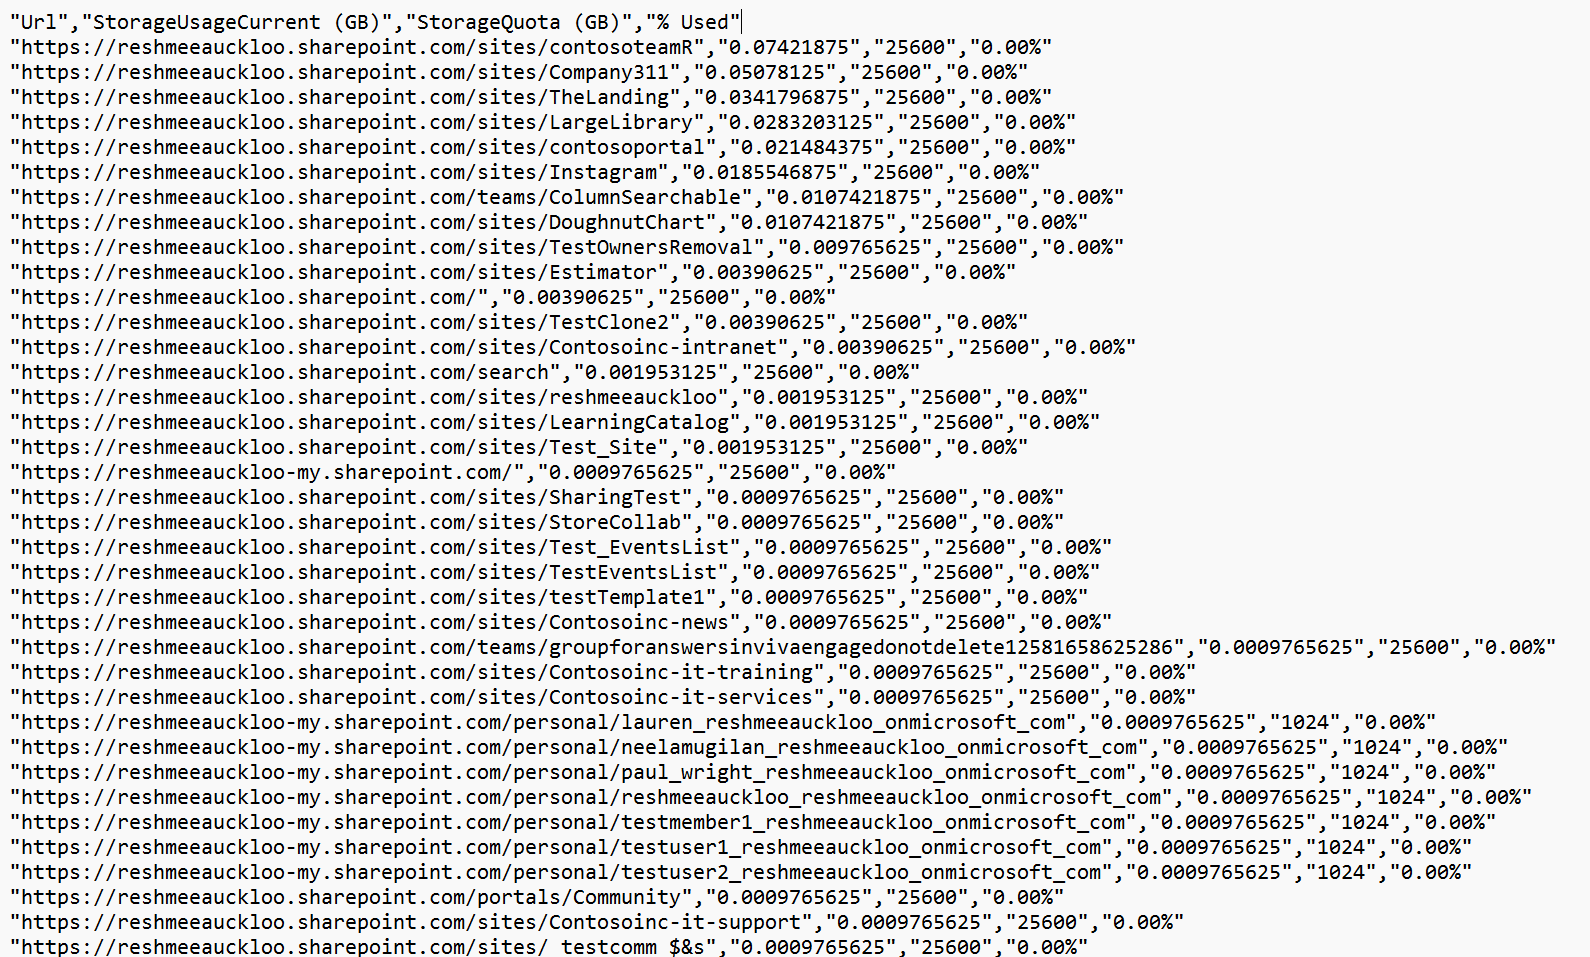 "Url","StorageUsageCurrent (GB)","StorageQuota (GB)","% Used"
"https://reshmeeauckloo.sharepoint.com/sites/contosoteamR","0.07421875","25600","0.00%"
"https://reshmeeauckloo.sharepoint.com/sites/Company311","0.05078125","25600","0.00%"
"https://reshmeeauckloo.sharepoint.com/sites/TheLanding","0.0341796875","25600","0.00%"
"https://reshmeeauckloo.sharepoint.com/sites/LargeLibrary","0.0283203125","25600","0.00%"
"https://reshmeeauckloo.sharepoint.com/sites/contosoportal","0.021484375","25600","0.00%"
"https://reshmeeauckloo.sharepoint.com/sites/Instagram","0.0185546875","25600","0.00%"
"https://reshmeeauckloo.sharepoint.com/teams/ColumnSearchable","0.0107421875","25600","0.00%"
"https://reshmeeauckloo.sharepoint.com/sites/DoughnutChart","0.0107421875","25600","0.00%"
"https://reshmeeauckloo.sharepoint.com/sites/TestOwnersRemoval","0.009765625","25600","0.00%"
"https://reshmeeauckloo.sharepoint.com/sites/Estimator","0.00390625","25600","0.00%"
"https://reshmeeauckloo.sharepoint.com/","0.00390625","25600","0.00%"
"https://reshmeeauckloo.sharepoint.com/sites/TestClone2","0.00390625","25600","0.00%"
"https://reshmeeauckloo.sharepoint.com/sites/Contosoinc-intranet","0.00390625","25600","0.00%"
"https://reshmeeauckloo.sharepoint.com/search","0.001953125","25600","0.00%"
"https://reshmeeauckloo.sharepoint.com/sites/reshmeeauckloo","0.001953125","25600","0.00%"
"https://reshmeeauckloo.sharepoint.com/sites/LearningCatalog","0.001953125","25600","0.00%"
"https://reshmeeauckloo.sharepoint.com/sites/Test_Site","0.001953125","25600","0.00%"
"https://reshmeeauckloo-my.sharepoint.com/","0.0009765625","25600","0.00%"
"https://reshmeeauckloo.sharepoint.com/sites/SharingTest","0.0009765625","25600","0.00%"
"https://reshmeeauckloo.sharepoint.com/sites/StoreCollab","0.0009765625","25600","0.00%"
"https://reshmeeauckloo.sharepoint.com/sites/Test_EventsList","0.0009765625","25600","0.00%"
"https://reshmeeauckloo.sharepoint.com/sites/TestEventsList","0.0009765625","25600","0.00%"
"https://reshmeeauckloo.sharepoint.com/sites/testTemplate1","0.0009765625","25600","0.00%"
"https://reshmeeauckloo.sharepoint.com/sites/Contosoinc-news","0.0009765625","25600","0.00%"
"https://reshmeeauckloo.sharepoint.com/teams/groupforanswersinvivaengagedonotdelete12581658625286","0.0009765625","25600","0.00%"
"https://reshmeeauckloo.sharepoint.com/sites/Contosoinc-it-training","0.0009765625","25600","0.00%"
"https://reshmeeauckloo.sharepoint.com/sites/Contosoinc-it-services","0.0009765625","25600","0.00%"
"https://reshmeeauckloo-my.sharepoint.com/personal/lauren_reshmeeauckloo_onmicrosoft_com","0.0009765625","1024","0.00%"
"https://reshmeeauckloo-my.sharepoint.com/personal/neelamugilan_reshmeeauckloo_onmicrosoft_com","0.0009765625","1024","0.00%"
"https://reshmeeauckloo-my.sharepoint.com/personal/paul_wright_reshmeeauckloo_onmicrosoft_com","0.0009765625","1024","0.00%"
"https://reshmeeauckloo-my.sharepoint.com/personal/reshmeeauckloo_reshmeeauckloo_onmicrosoft_com","0.0009765625","1024","0.00%"
"https://reshmeeauckloo-my.sharepoint.com/personal/testmember1_reshmeeauckloo_onmicrosoft_com","0.0009765625","1024","0.00%"
"https://reshmeeauckloo-my.sharepoint.com/personal/testuser1_reshmeeauckloo_onmicrosoft_com","0.0009765625","1024","0.00%"
"https://reshmeeauckloo-my.sharepoint.com/personal/testuser2_reshmeeauckloo_onmicrosoft_com","0.0009765625","1024","0.00%"
"https://reshmeeauckloo.sharepoint.com/portals/Community","0.0009765625","25600","0.00%"
"https://reshmeeauckloo.sharepoint.com/sites/Contosoinc-it-support","0.0009765625","25600","0.00%"
"https://reshmeeauckloo.sharepoint.com/sites/ testcomm $&s","0.0009765625","25600","0.00%"